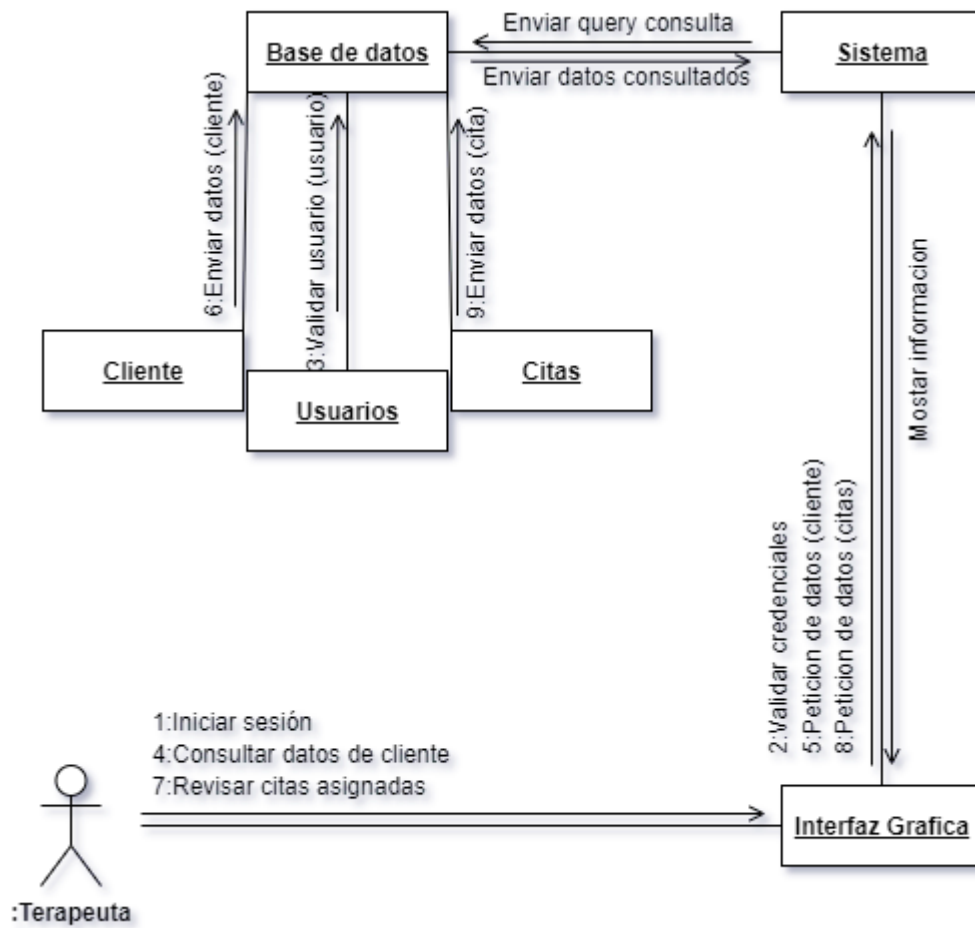 Enviar query consulta
Base de datos
Sistema
Enviar datos consultados
6:Enviar datos (cliente)
3:Validar usuario (usuario)
9:Enviar datos (cita)
Mostar informacion
Cliente
Usuarios
Citas
2:Validar credenciales
5:Peticion de datos (cliente)
8:Peticion de datos (citas)
1:Iniciar sesión
4:Consultar datos de cliente
7:Revisar citas asignadas
Interfaz Grafica
:Terapeuta